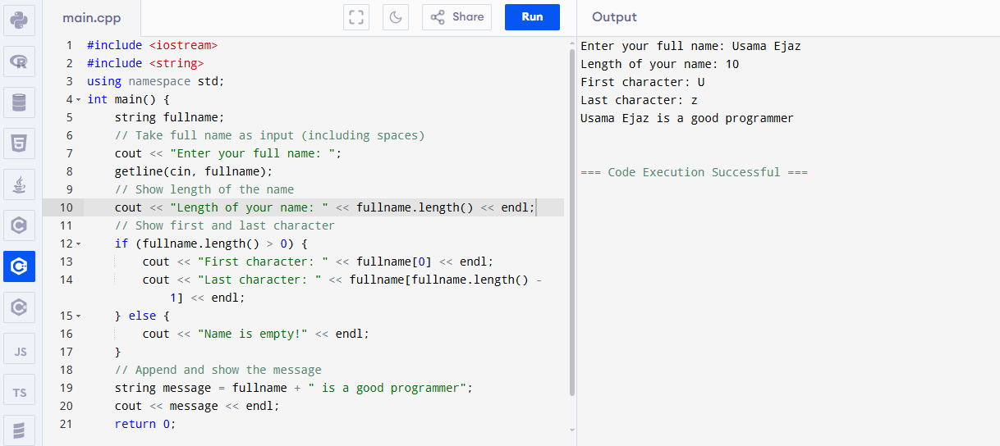 main.cpp
Share
Run
Output
1 #include <iostream>
2 #include <string>
3 using namespace std;
4 int main() {
5 string fullname;
6 // Take full name as input (including spaces)
7 cout << "Enter your full name: ";
8 getline(cin, fullname);
9 // Show length of the name
10 cout << "Length of your name: " << fullname.length() << endl;
11 // Show first and last character
12 if (fullname.length() > 0) {
13 cout << "First character: " << fullname[0] << endl;
14 cout << "Last character: " << fullname[fullname.length() -
1] << endl;
15 } else {
16 cout << "Name is empty!" << endl;
17 }
18 // Append and show the message
19 string message = fullname + " is a good programmer";
20 cout << message << endl;
21 return 0;
Enter your full name: Usama Ejaz
Length of your name: 10
First character: U
Last character: z
Usama Ejaz is a good programmer
=== Code Execution Successful ===
JS
TS